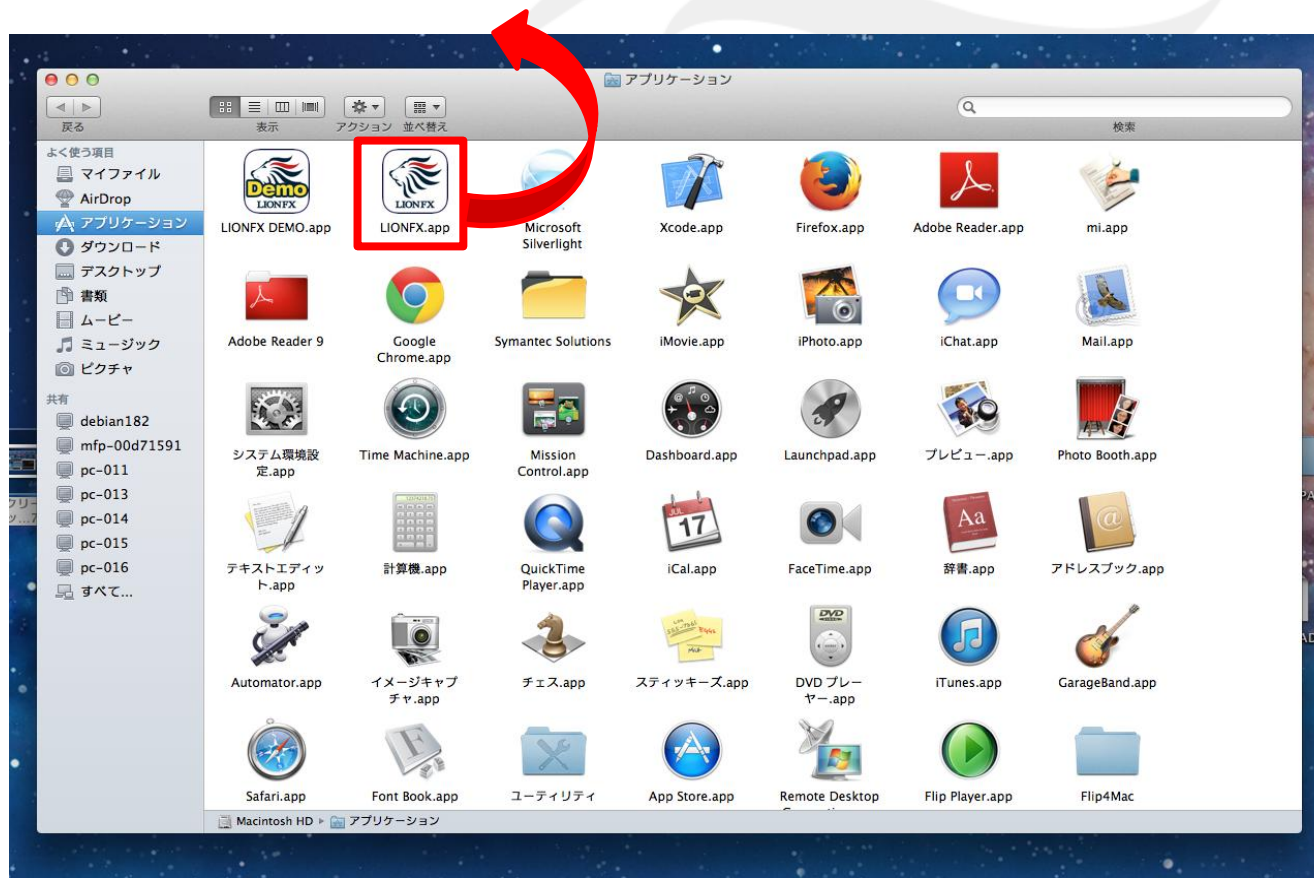 アプリケーション
戻る
表示
アクション
並べ替え
検索
よく使う項目
マイファイル
AirDrop
アプリケーション
ダウンロード
デスクトップ
書類
ムービー
ミュージック
ピクチャ
共有
debian182
mfp-00d71591
pc-011
pc-013
pc-014
pc-015
pc-016
すべて...
Demo
LIONFX
LIONFX
LIONFX DEMO.app
LIONFX.app
Microsoft
Silverlight
Xcode.app
Firefox.app
Adobe Reader.app
mi.app
Adobe Reader 9
Google
Chrome.app
Symantec Solutions
iMovie.app
iPhoto.app
iChat.app
Mail.app
システム環境設
定.app
Time Machine.app
Mission
Control.app
Dashboard.app
Launchpad.app
プレビュー.app
Photo Booth.app
JUL
17
Aa
@
テキストエディッ
ト.app
計算機.app
QuickTime
Player.app
iCal.app
FaceTime.app
辞書.app
アドレスブック.app
DVD
Automator.app
イメージキャプ
チャ.app
チェス.app
スティッキーズ.app
DVD プレー
ヤー.app
iTunes.app
GarageBand.app
F
Safari.app
Font Book.app
ユーティリティ
App Store.app
Remote Desktop
Flip Player.app
Flip4Mac
Macintosh HD ▸ アプリケーション